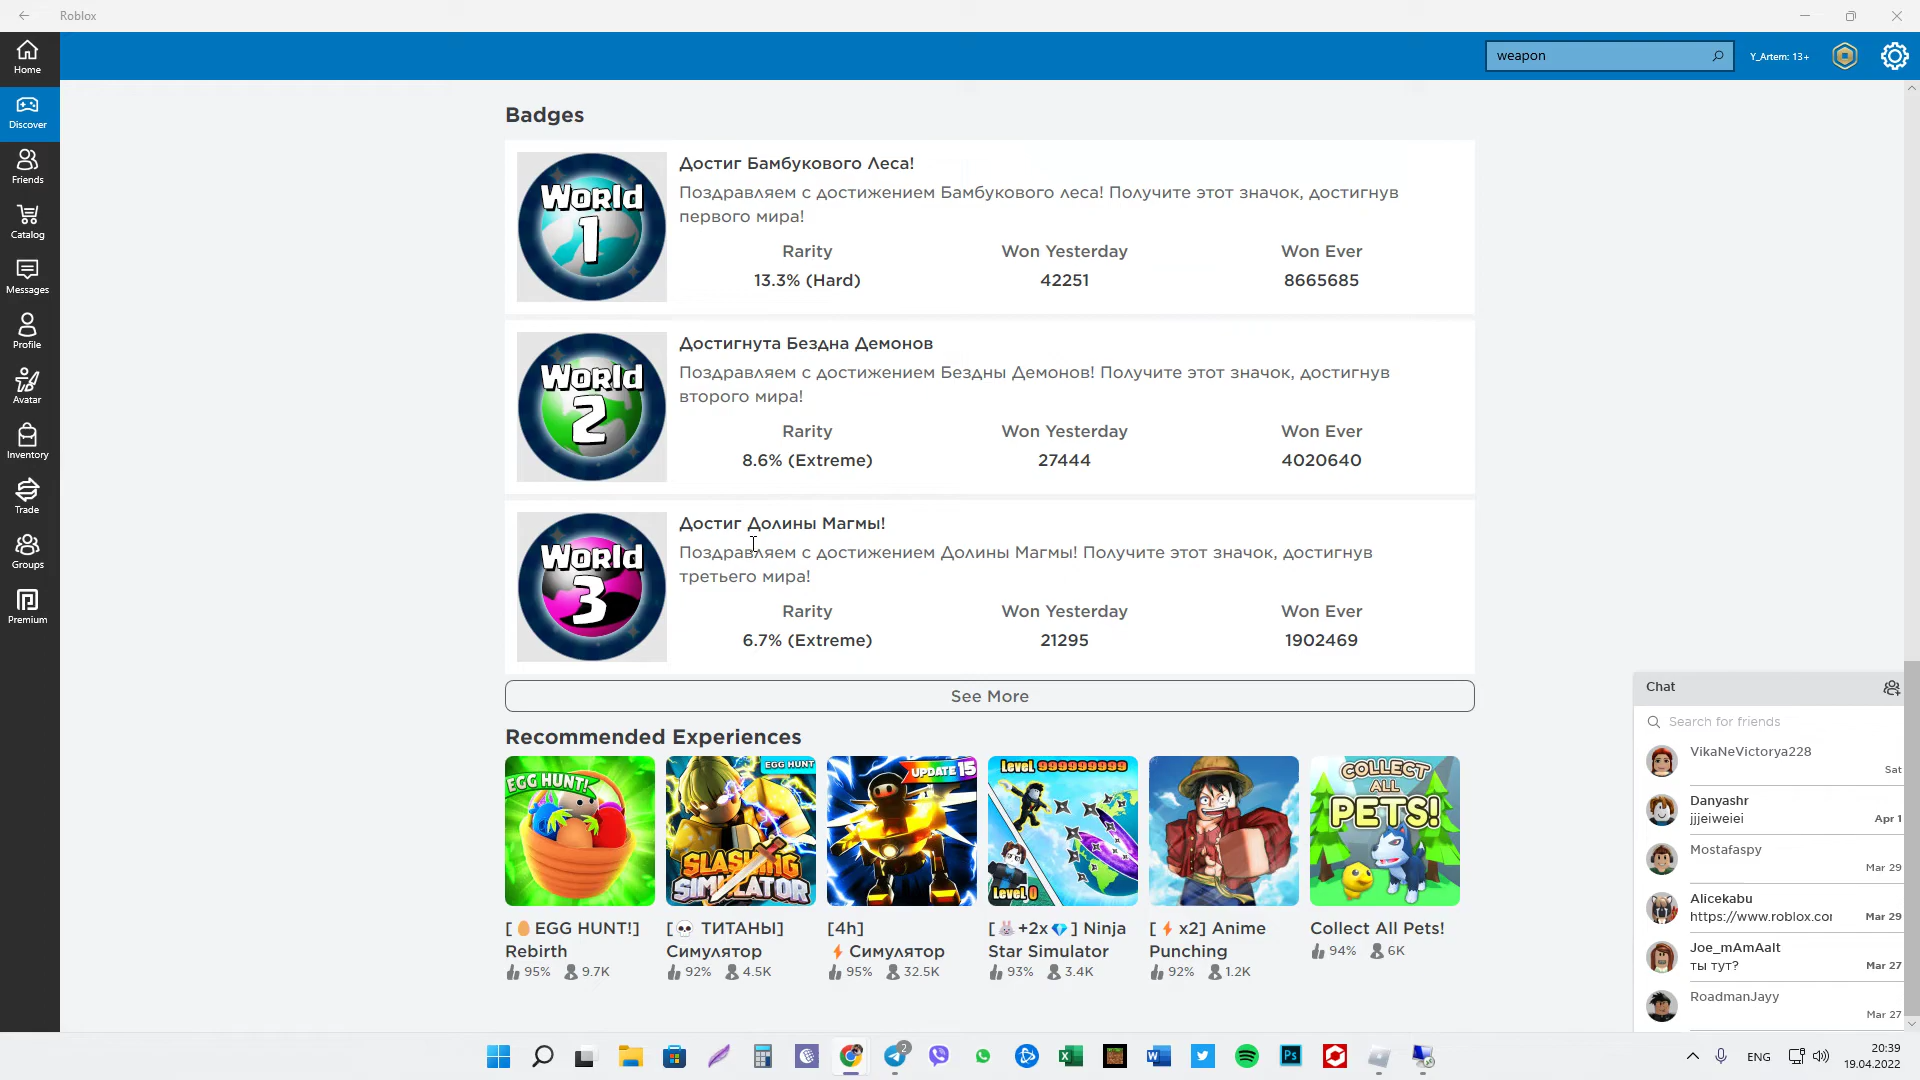 Roblox
Home
Discover
Friends
Catalog
Messages
Profile
Avatar
Inventory
Trade
Groups
Premium
weapon
Y_Artem: 13+
Badges
World 1
Достиг Бамбукового Леса!
Поздравляем с достижением Бамбукового леса! Получите этот значок, достигнув
первого мира!
Rarity Won Yesterday Won Ever
13.3% (Hard) 42251 8665685
World 2
Достигнута Бездна Демонов
Поздравляем с достижением Бездны Демонов! Получите этот значок, достигнув
второго мира!
Rarity Won Yesterday Won Ever
8.6% (Extreme) 27444 4020640
World 3
Достиг Долины Магмы!
Поздравляем с достижением Долины Магмы! Получите этот значок, достигнув
третьего мира!
Rarity Won Yesterday Won Ever
6.7% (Extreme) 21295 1902469
See More
Recommended Experiences
EGG HUNT!
[🥚EGG HUNT!]
Rebirth
95% 9.7K
EGG HUNT
SLASHING
SIMULATOR
[💀 ТИТАНЫ]
Симулятор
92% 4.5K
UPDATE 15
[4h]
⚡Симулятор
95% 32.5K
Level 999999999
Level 0
[🐰+2x💎] Ninja
Star Simulator
93% 3.4K
[⚡x2] Anime
Punching
92% 1.2K
COLLECT
ALL
PETS!
Collect All Pets!
94% 6K
Chat
Search for friends
VikaNeVictorya228
Sat
Danyashr
jjjeiweiei Apr 1
Mostafaspy
Mar 29
Alicekabu
https://www.roblox.com Mar 29
Joe_mAmAalt
ты тут? Mar 27
RoadmanJayy
Mar 27
2
Ps
ENG
20:39
19.04.2022